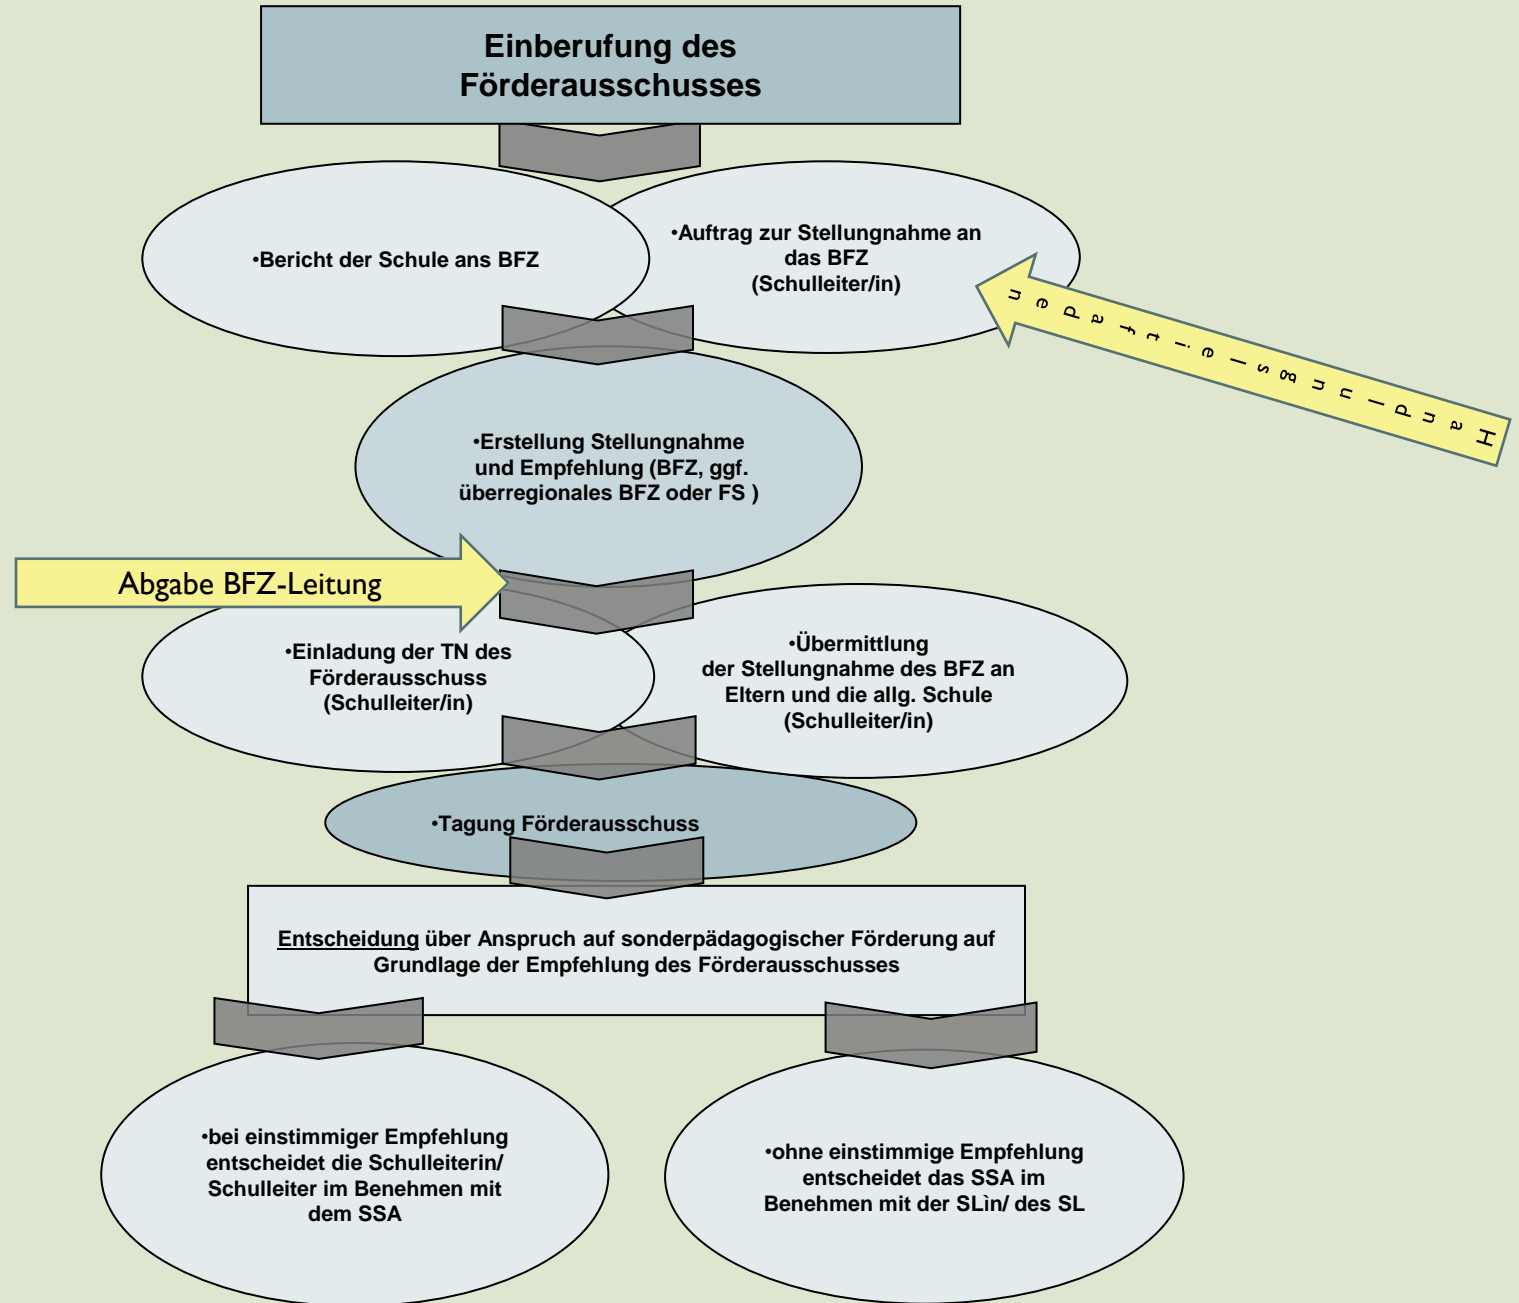 Einberufung des
Förderausschusses
•Bericht der Schule ans BFZ
•Auftrag zur Stellungnahme an
das BFZ
(Schulleiter/in)
Handlungsleitfaden
•Erstellung Stellungnahme
und Empfehlung (BFZ, ggf.
überregionales BFZ oder FS )
Abgabe BFZ-Leitung
•Einladung der TN des
Förderausschuss
(Schulleiter/in)
•Übermittlung
der Stellungnahme des BFZ an
Eltern und die allg. Schule
(Schulleiter/in)
•Tagung Förderausschuss
Entscheidung über Anspruch auf sonderpädagogischer Förderung auf
Grundlage der Empfehlung des Förderausschusses
•bei einstimmiger Empfehlung
entscheidet die Schulleiterin/
Schulleiter im Benehmen mit
dem SSA
•ohne einstimmige Empfehlung
entscheidet das SSA im
Benehmen mit der SLìn/ des SL